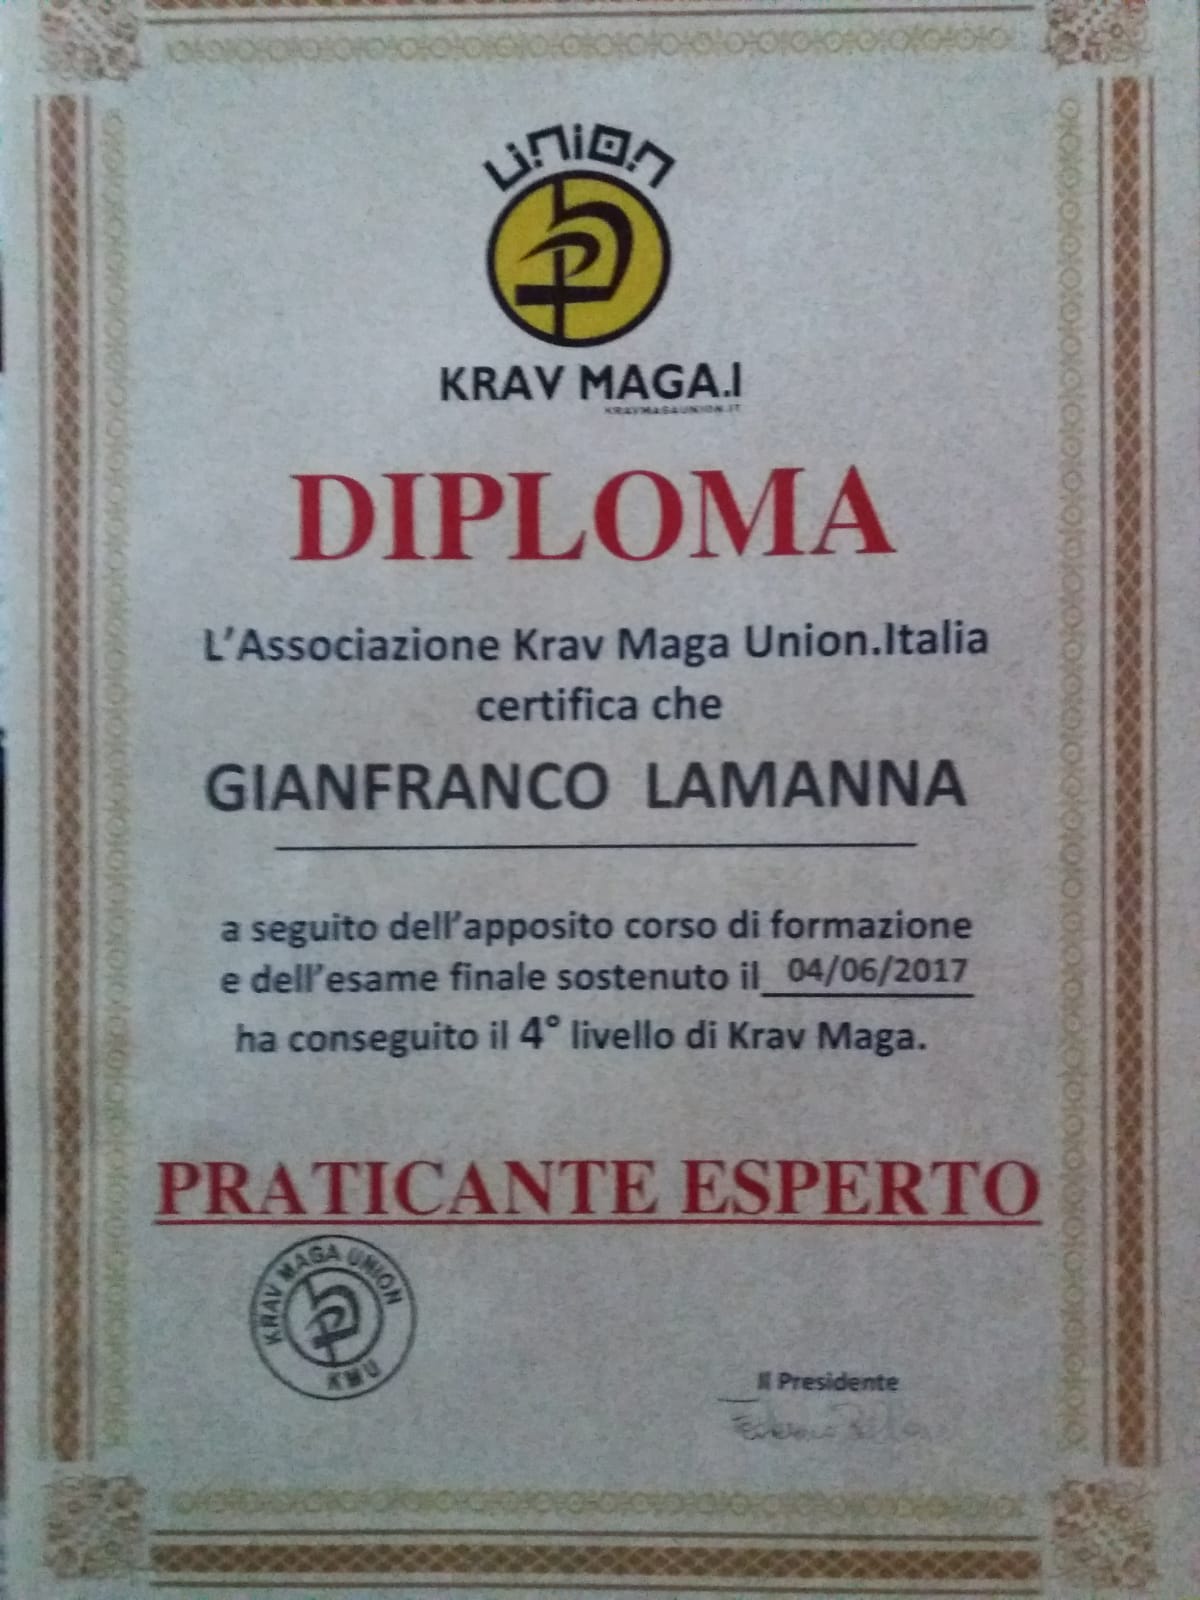 UNION
KRAV MAGA.I
KRAVMAGAUNION.IT
DIPLOMA
L'Associazione Krav Maga Union.Italia
certifica che
GIANFRANCO LAMANNA
a seguito dell'apposito corso di formazione
e dell'esame finale sostenuto il 04/06/2017
ha conseguito il 4° livello di Krav Maga.
PRATICANTE ESPERTO
KRAV MAGA UNION
KMU
Il Presidente